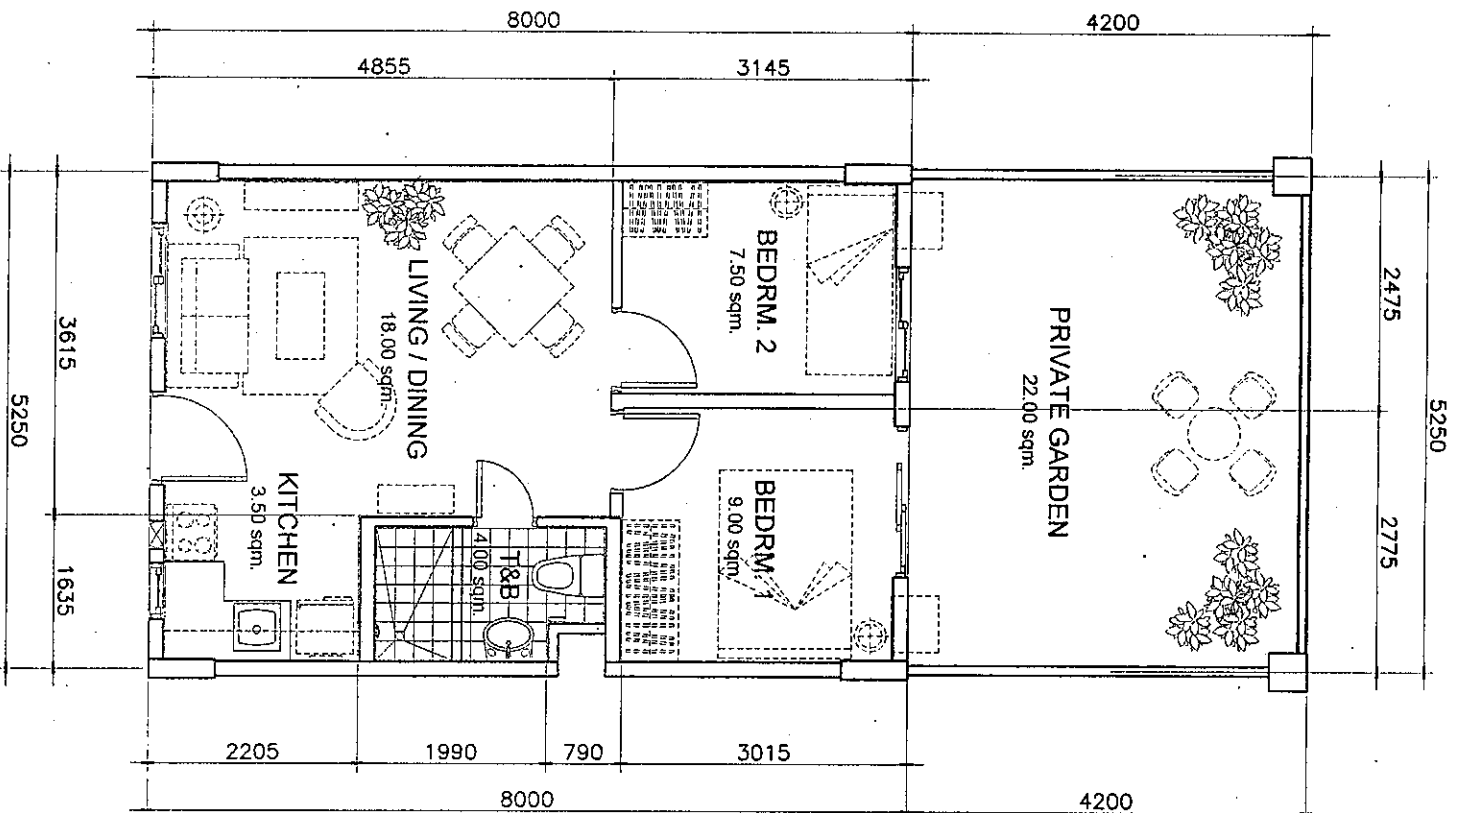 8000
4200
4855
3145
5250
3615
1635
LIVING / DINING
18.00 sqm.
KITCHEN
3.50 sqm.
T&B
4.00 sqm.
BEDRM. 2
7.50 sqm.
BEDRM. 1
9.00 sqm.
PRIVATE GARDEN
22.00 sqm.
2475
2775
5250
2205
1990
790
3015
8000
4200